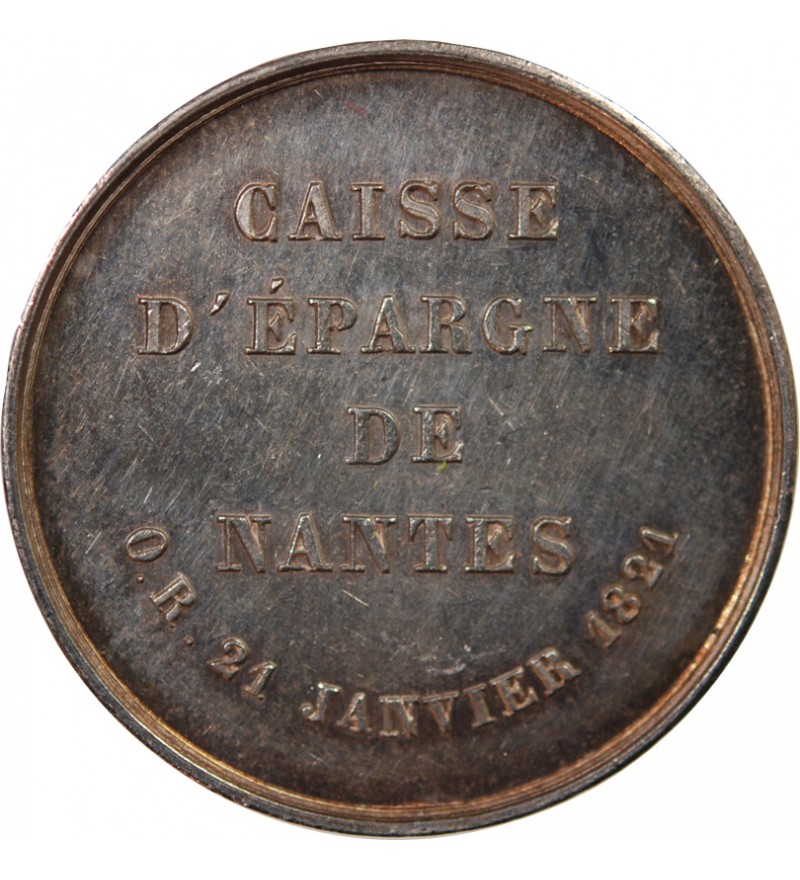 CAISSE
D'ÉPARGNE
DE
NANTES
O.R. 21 JANVIER 1821